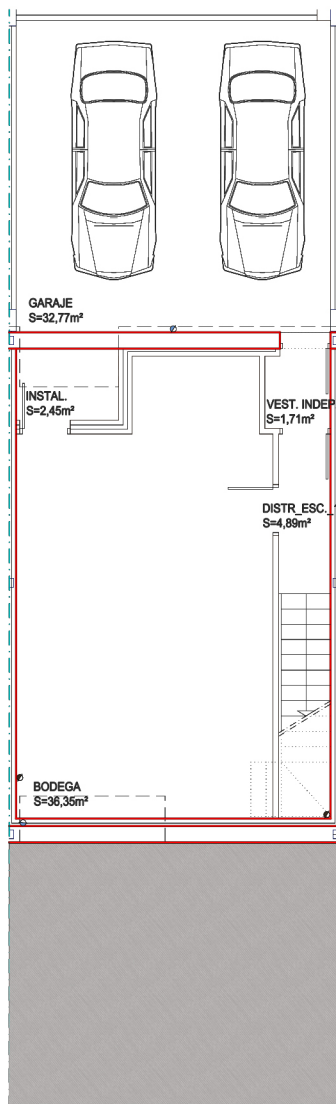 GARAJE
S=32,77m²
INSTAL.
S=2,45m²
VEST. INDEP
S=1,71m²
DISTR_ESC._
S=4,89m²
BODEGA
S=36,35m²